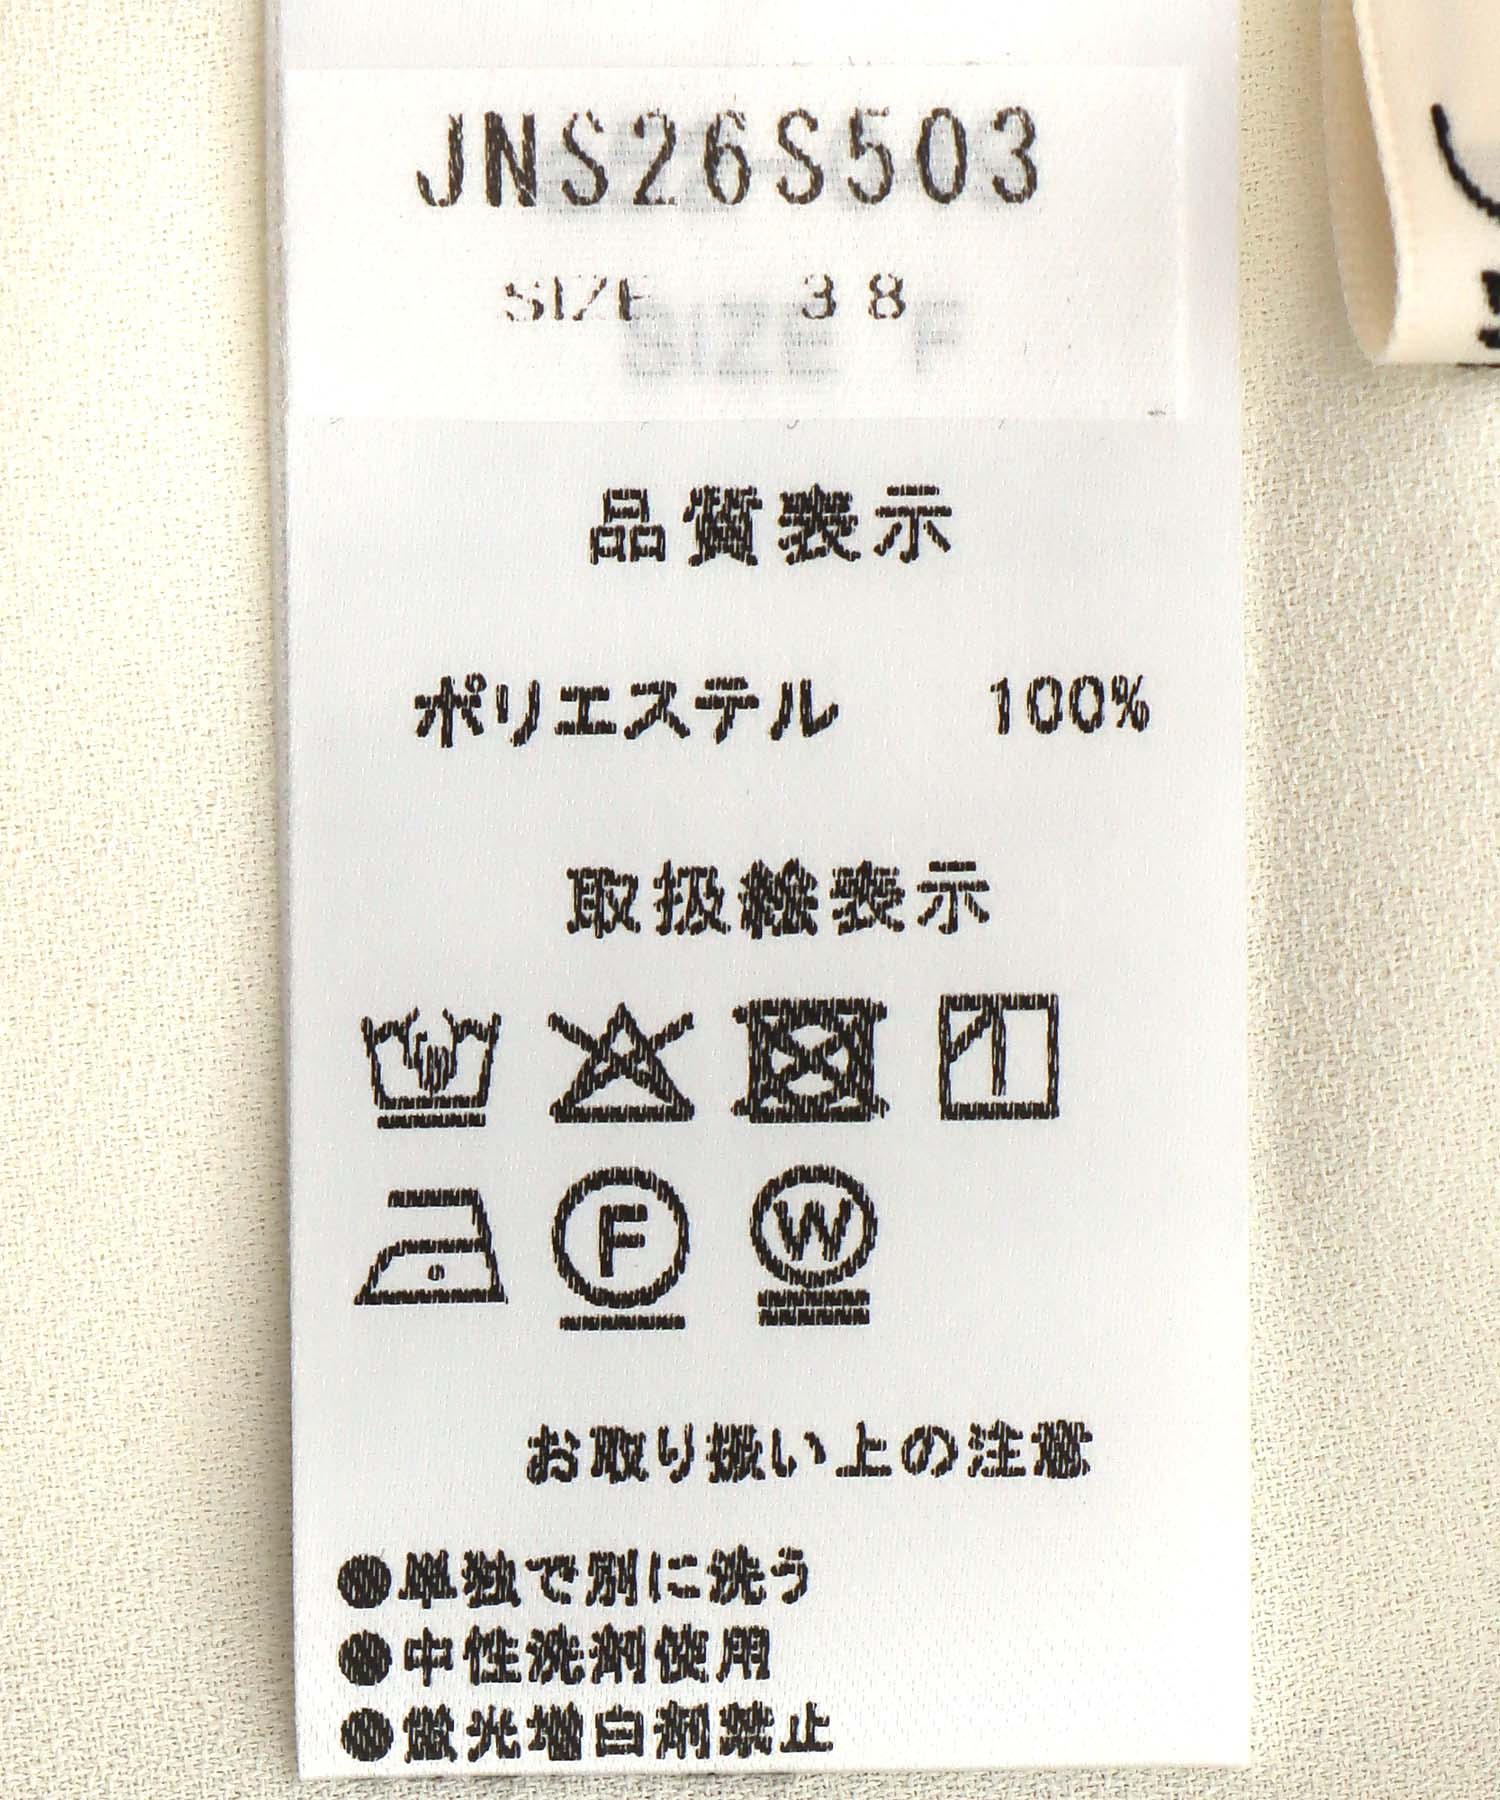 JNS26S503
SIZE 38
SIZE F
品質表示
ポリエステル 100%
取扱絵表示
F W
お取り扱い上の注意
●単独で別に洗う
●中性洗剤使用
●蛍光増白剤禁止